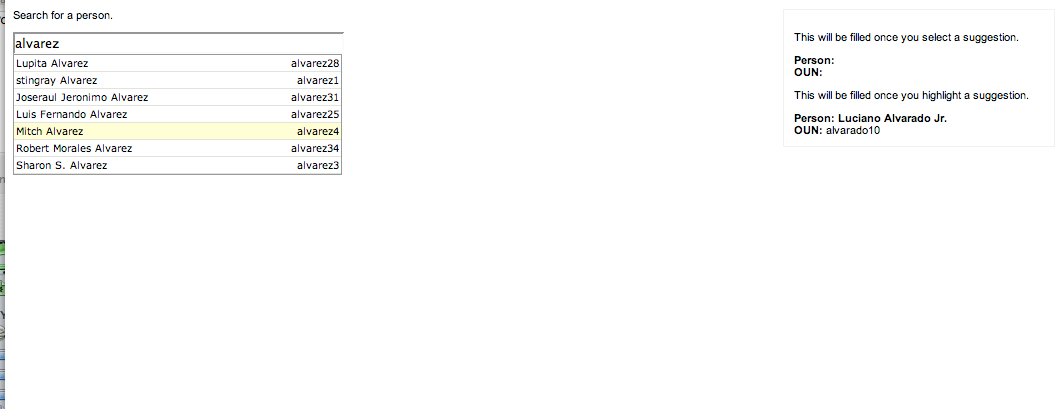 Search for a person.
alvarez
Lupita Alvarez alvarez28
stingray Alvarez alvarez1
Joseraul Jeronimo Alvarez alvarez31
Luis Fernando Alvarez alvarez25
Mitch Alvarez alvarez4
Robert Morales Alvarez alvarez34
Sharon S. Alvarez alvarez3
This will be filled once you select a suggestion.
Person:
OUN:
This will be filled once you highlight a suggestion.
Person: Luciano Alvarado Jr.
OUN: alvarado10